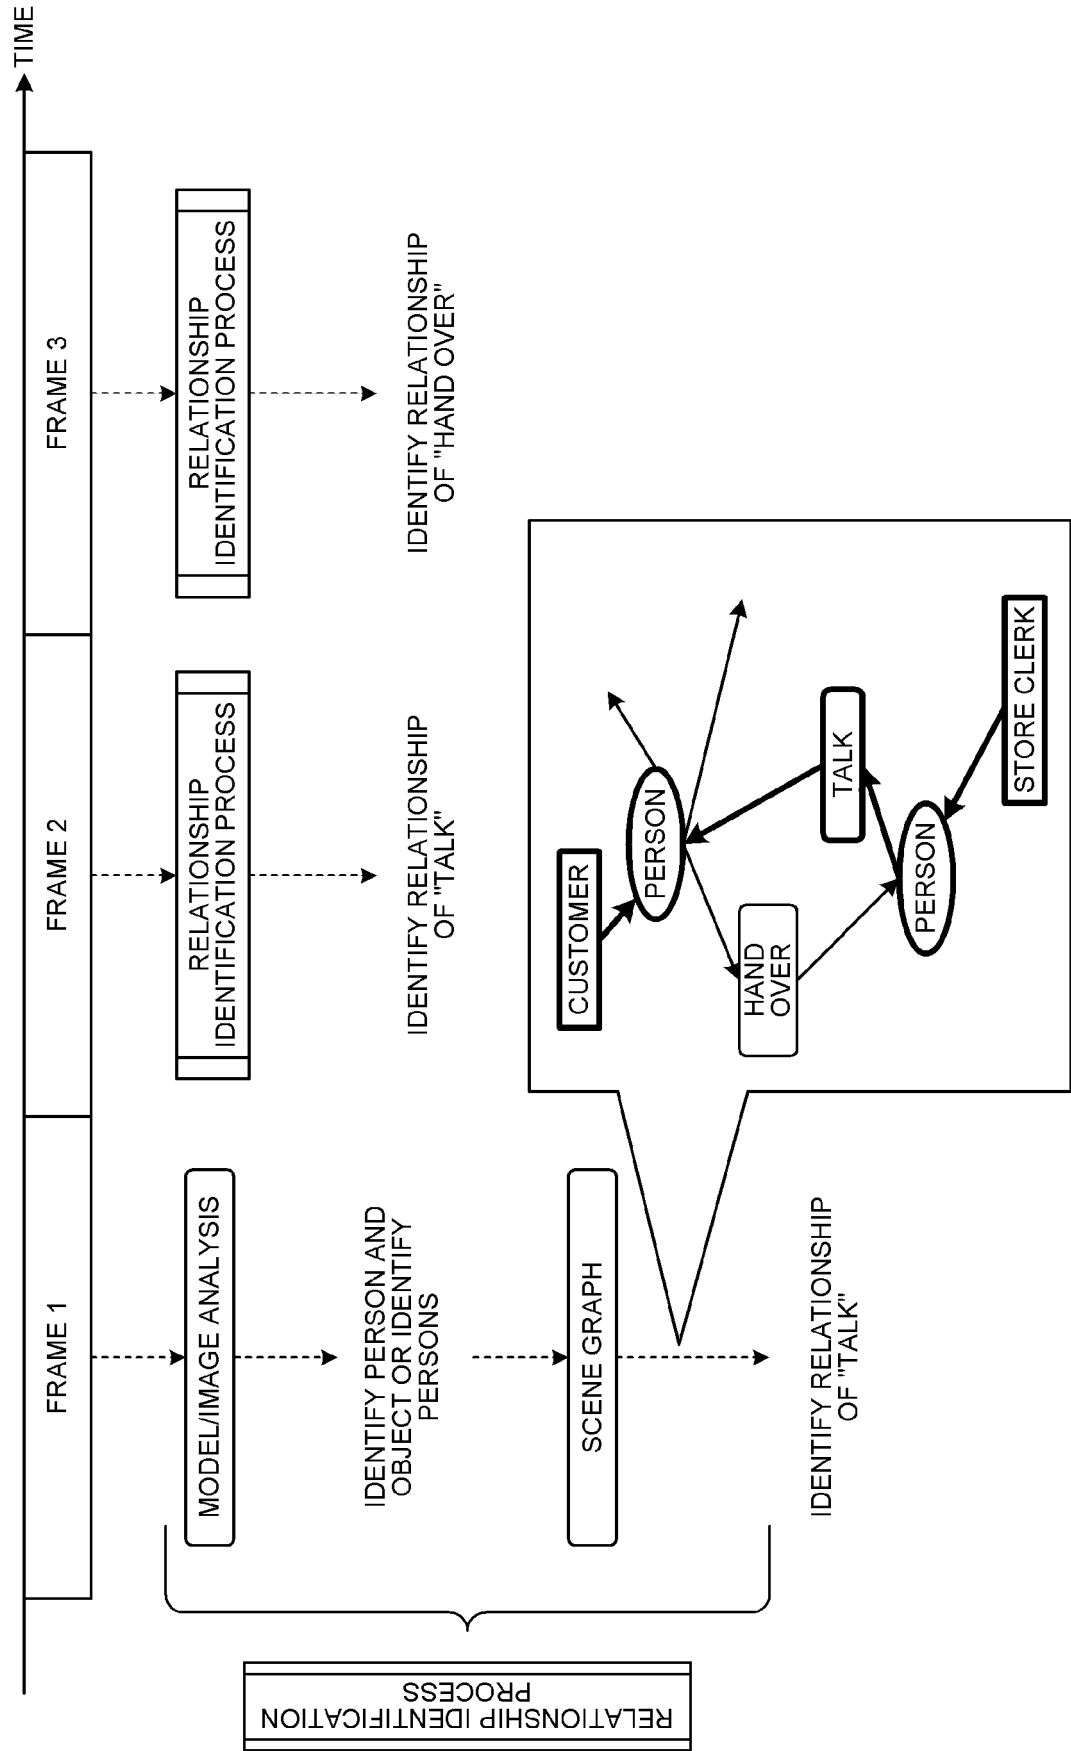 TIME
FRAME 1
FRAME 2
FRAME 3
RELATIONSHIP IDENTIFICATION
PROCESS
MODEL/IMAGE ANALYSIS
IDENTIFY PERSON AND
OBJECT OR IDENTIFY
PERSONS
SCENE GRAPH
IDENTIFY RELATIONSHIP
OF "TALK"
RELATIONSHIP
IDENTIFICATION PROCESS
IDENTIFY RELATIONSHIP
OF "TALK"
RELATIONSHIP
IDENTIFICATION PROCESS
IDENTIFY RELATIONSHIP
OF "HAND OVER"
CUSTOMER
PERSON
HAND
OVER
TALK
PERSON
STORE CLERK